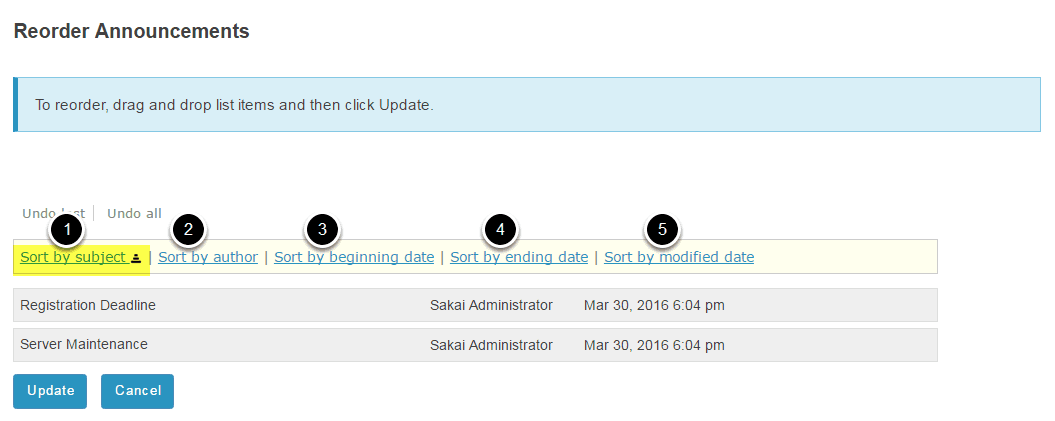 Reorder Announcements
To reorder, drag and drop list items and then click Update.
Undo last | Undo all
1 2 3 4 5
Sort by subject | Sort by author | Sort by beginning date | Sort by ending date | Sort by modified date
Registration Deadline Sakai Administrator Mar 30, 2016 6:04 pm
Server Maintenance Sakai Administrator Mar 30, 2016 6:04 pm
Update Cancel